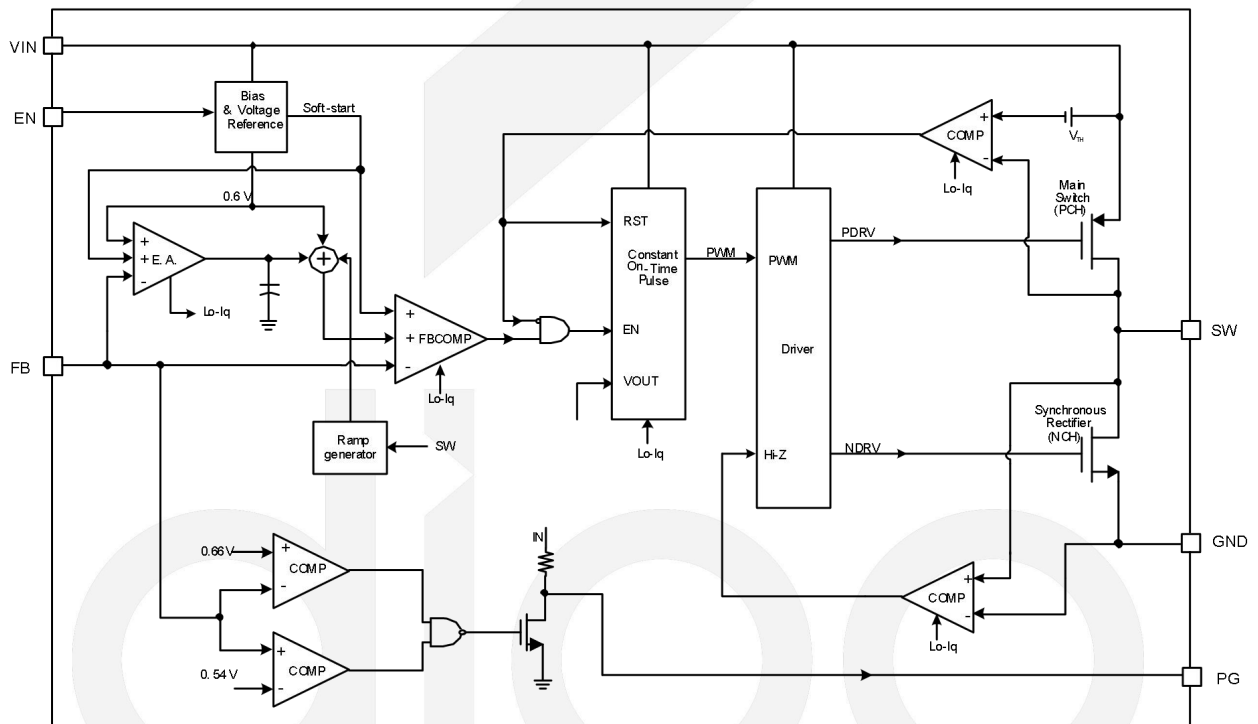 VIN
EN
Bias
& Voltage
Reference
Soft-start
+
COMP
-
VTH
Lo-Iq
Main
Switch
(PCH)
0.6 V
+
+ E. A.
-
+
Lo-Iq
RST
Constant
On-Time
Pulse
PWM
EN
VOUT
Lo-Iq
PWM
Driver
Hi-Z
PDRV
NDRV
+
+ FBCOMP
-
Lo-Iq
FB
SW
Ramp
generator
SW
Synchronous
Rectifier
(NCH)
GND
0.66V
+
COMP
-
IN
+
COMP
-
Lo-Iq
+
COMP
-
0. 54 V
PG
dioo